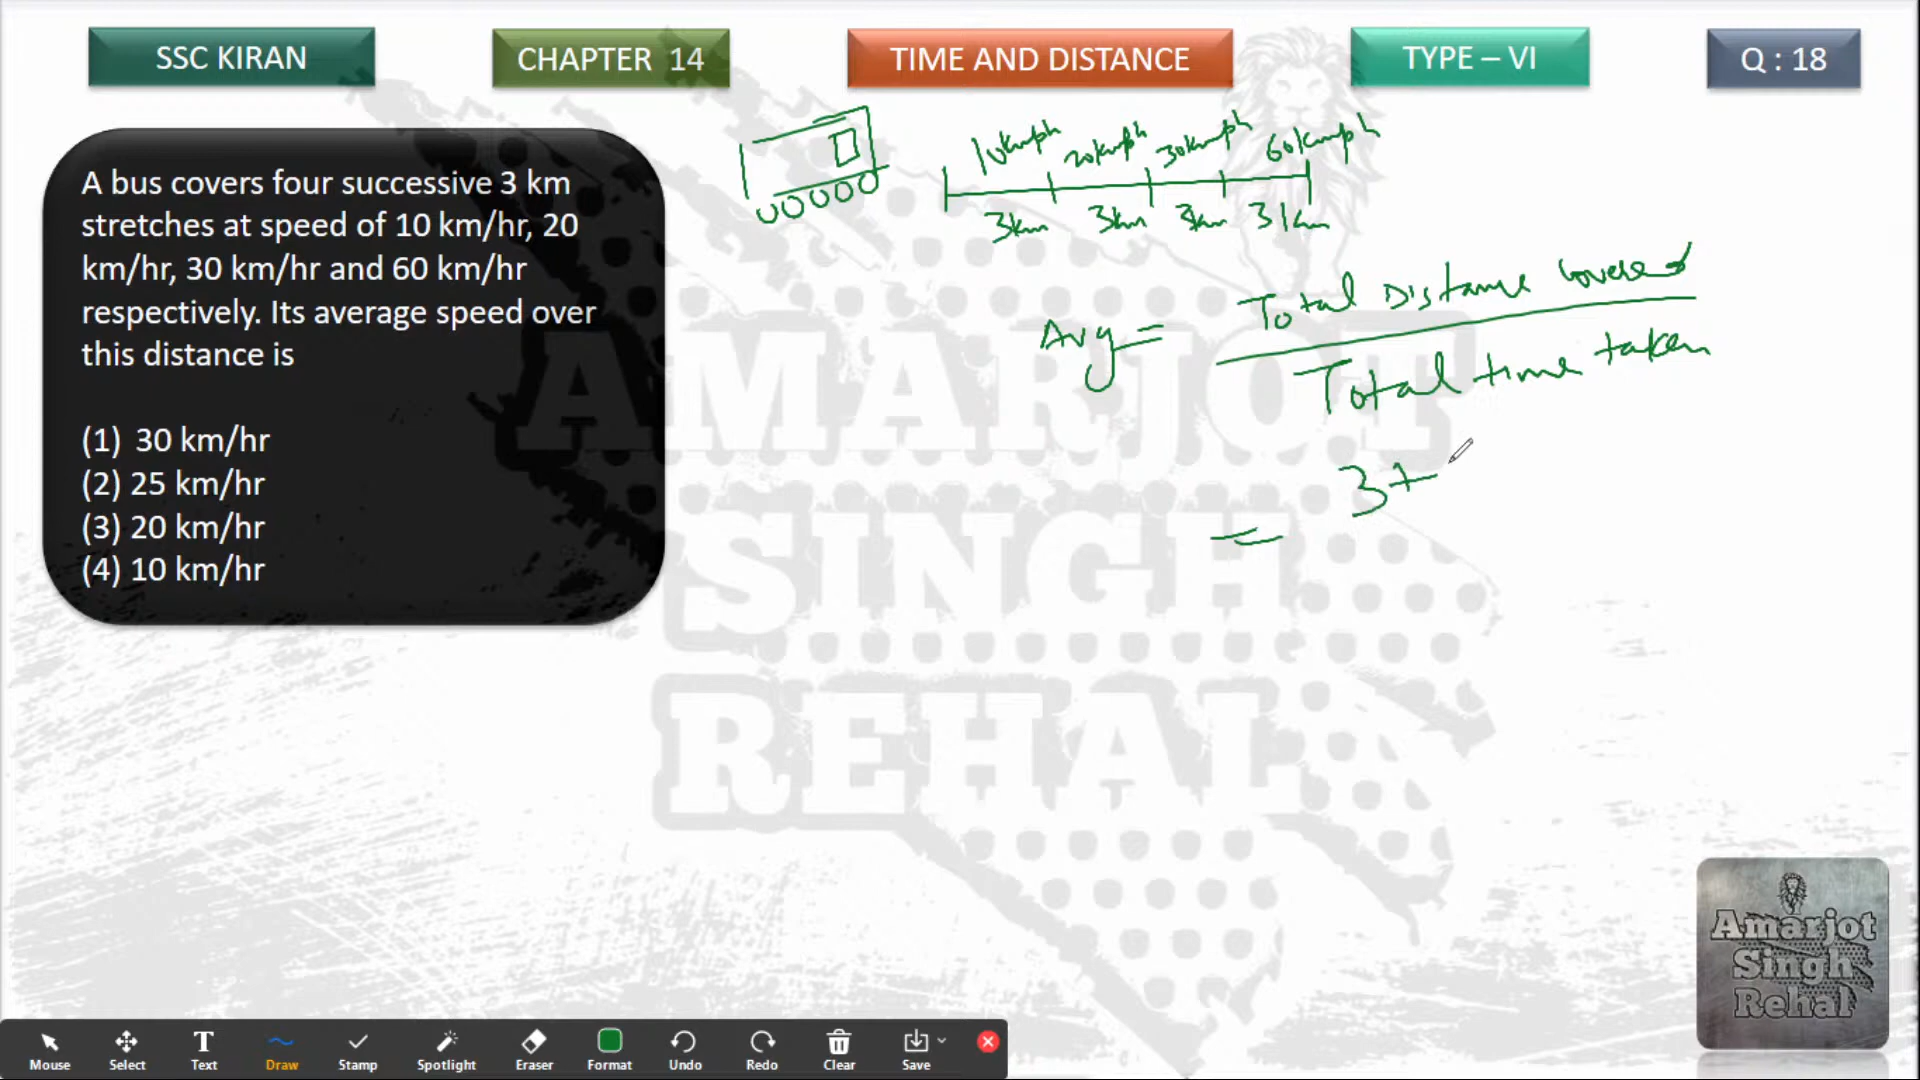 SSC KIRAN
CHAPTER 14
TIME AND DISTANCE
TYPE – VI
Q : 18
A bus covers four successive 3 km
stretches at speed of 10 km/hr, 20
km/hr, 30 km/hr and 60 km/hr
respectively. Its average speed over
this distance is
(1) 30 km/hr
(2) 25 km/hr
(3) 20 km/hr
(4) 10 km/hr
10kmph 20kmph 30kmph 60kmph
3km 3km 3km 3km
Avg = Total Distance covered
Total time taken
= 3+
AMARJOT
SINGH
REHAL
Amarjot
Singh
Rehal
Mouse Select Text Draw Stamp Spotlight Eraser Format Undo Redo Clear Save